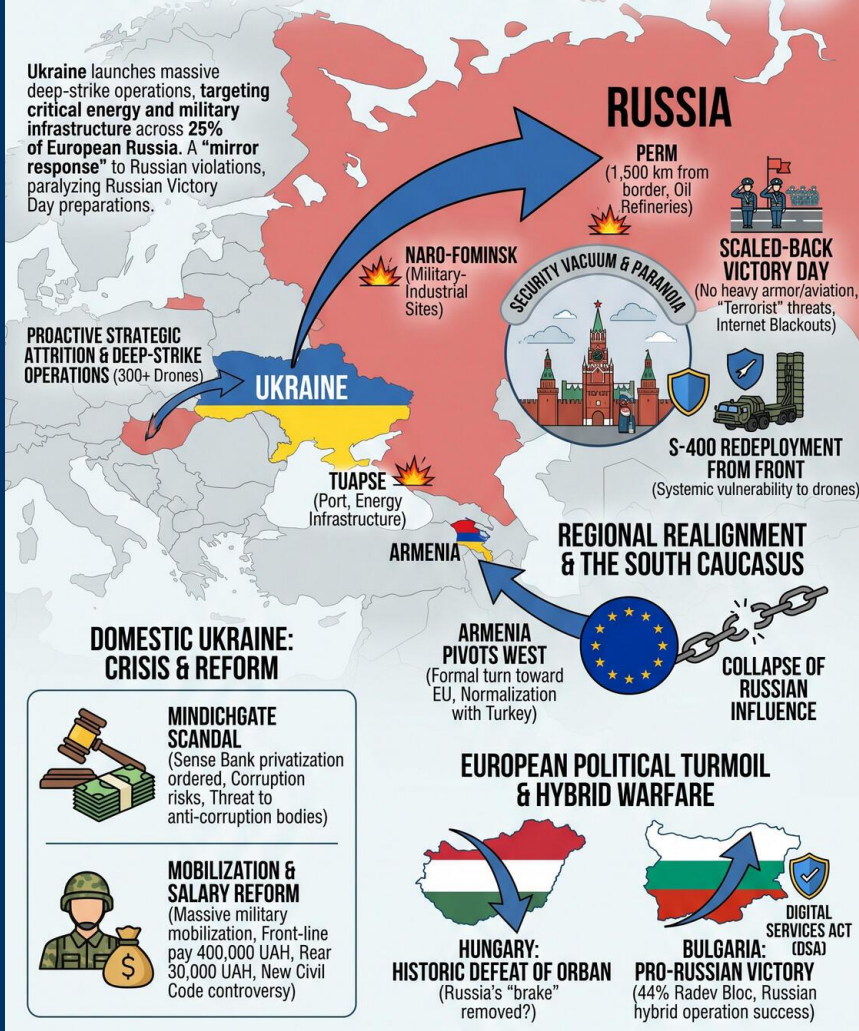 Ukraine launches massive
deep-strike operations, targeting
critical energy and military
infrastructure across 25%
of European Russia. A “mirror
response” to Russian violations,
paralyzing Russian Victory
Day preparations.
RUSSIA
PERM
(1,500 km from
border, Oil
Refineries)
NARO-FOMINSK
(Military-
Industrial
Sites)
SECURITY VACUUM & PARANOIA
SCALED-BACK
VICTORY DAY
(No heavy armor/aviation,
“Terrorist” threats,
Internet Blackouts)
PROACTIVE STRATEGIC
ATTRITION & DEEP-STRIKE
OPERATIONS (300+ Drones)
UKRAINE
S-400 REDEPLOYMENT
FROM FRONT
(Systemic vulnerability to drones)
TUAPSE
(Port, Energy
Infrastructure)
ARMENIA
REGIONAL REALIGNMENT
& THE SOUTH CAUCASUS
ARMENIA
PIVOTS WEST
(Formal turn toward
EU, Normalization
with Turkey)
COLLAPSE OF
RUSSIAN
INFLUENCE
DOMESTIC UKRAINE:
CRISIS & REFORM
MINDICHGATE
SCANDAL
(Sense Bank privatization
ordered, Corruption
risks, Threat to
anti-corruption bodies)
MOBILIZATION &
SALARY REFORM
(Massive military
mobilization, Front-line
pay 400,000 UAH, Rear
30,000 UAH, New Civil
Code controversy)
$
EUROPEAN POLITICAL TURMOIL
& HYBRID WARFARE
HUNGARY:
HISTORIC DEFEAT OF ORBAN
(Russia’s “brake”
removed?)
DIGITAL
SERVICES ACT
(DSA)
BULGARIA:
PRO-RUSSIAN VICTORY
(44% Radev Bloc, Russian
hybrid operation success)